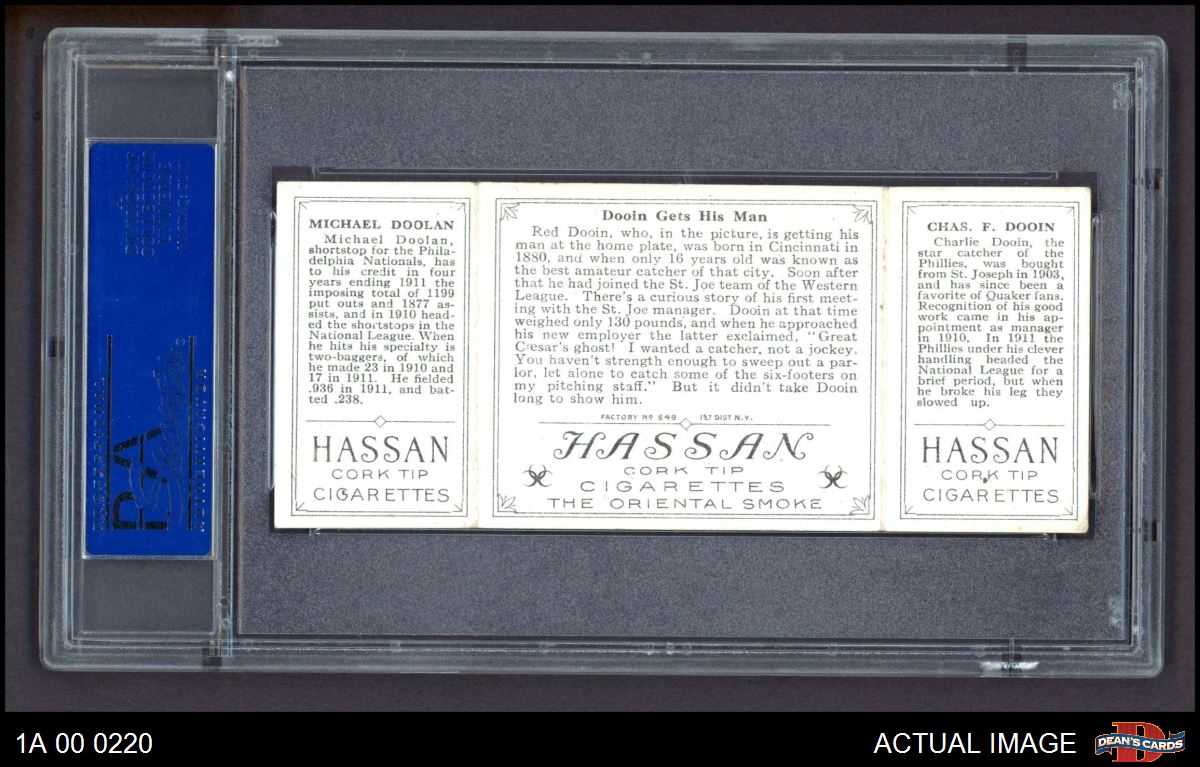 MICHAEL DOOLAN
Michael Doolan,
shortstop for the Phila-
delphia Nationals, has
to his credit in four
years ending 1911 the
imposing total of 1199
put outs and 1877 as-
sists, and in 1910 head-
ed the shortstops in the
National League. When
he hits his specialty is
two-baggers, of which
he made 23 in 1910 and
17 in 1911. He fielded
.936 in 1911, and bat-
ted .238.
HASSAN
CORK TIP
CIGARETTES
Dooin Gets His Man
Red Dooin, who, in the picture, is getting his
man at the home plate, was born in Cincinnati in
1880, and when only 16 years old was known as
the best amateur catcher of that city. Soon after
that he had joined the St. Joe team of the Western
League. There's a curious story of his first meet-
ing with the St. Joe manager. Dooin at that time
weighed only 130 pounds, and when he approached
his new employer the latter exclaimed, "Great
Cæsar's ghost! I wanted a catcher, not a jockey.
You haven't strength enough to sweep out a par-
lor, let alone to catch some of the six-footers on
my pitching staff." But it didn't take Dooin
long to show him.
FACTORY Nº 649 1ST DIST N.Y.
HASSAN
CORK TIP
CIGARETTES
THE ORIENTAL SMOKE
CHAS. F. DOOIN
Charlie Dooin, the
star catcher of the
Phillies, was bought
from St. Joseph in 1903,
and has since been a
favorite of Quaker fans.
Recognition of his good
work came in his ap-
pointment as manager
in 1910. In 1911 the
Phillies under his clever
handling headed the
National League for a
brief period, but when
he broke his leg they
slowed up.
HASSAN
CORK TIP
CIGARETTES
PSA
1A 00 0220
ACTUAL IMAGE
D
DEAN'S CARDS